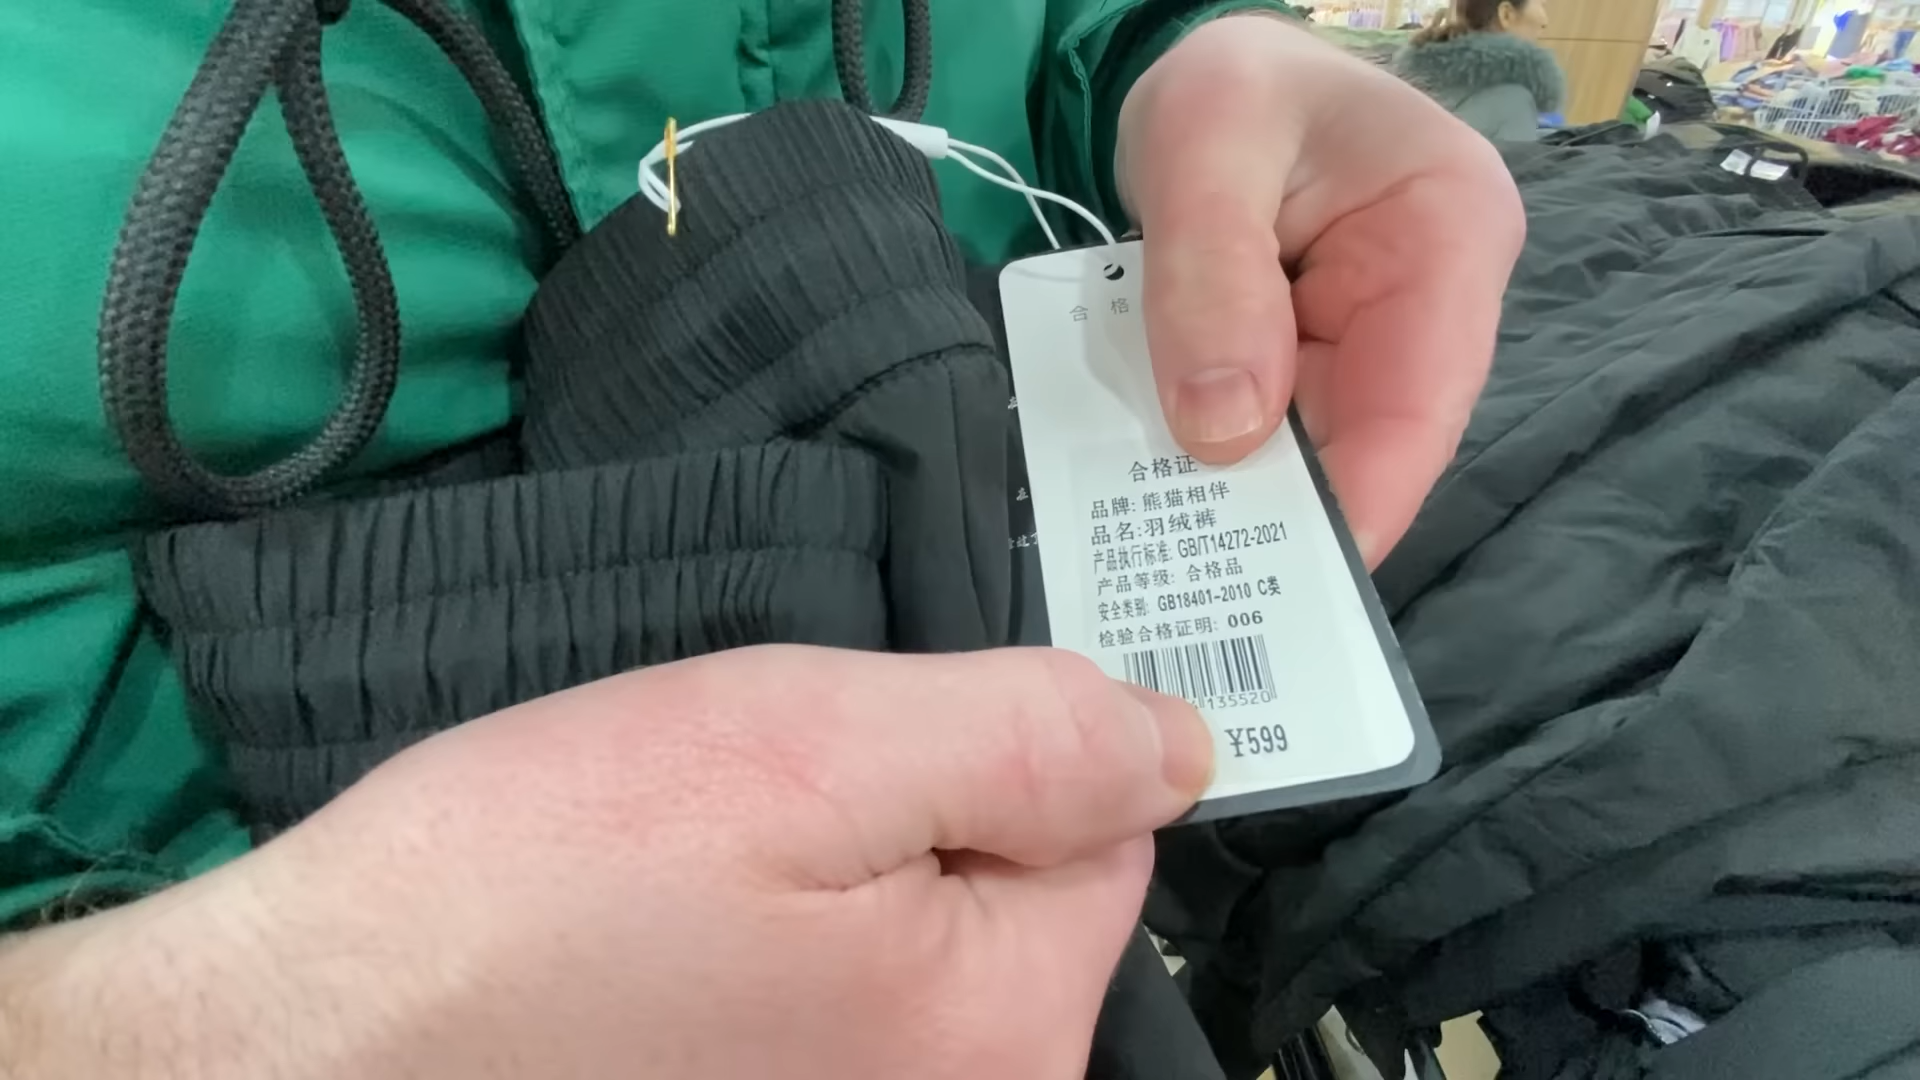 合 格
合格证
品牌: 熊猫相伴
品名:羽绒裤
产品执行标准: GB/T14272-2021
产品等级: 合格品
安全类别: GB18401-2010 C类
检验合格证明: 006
135520
¥599